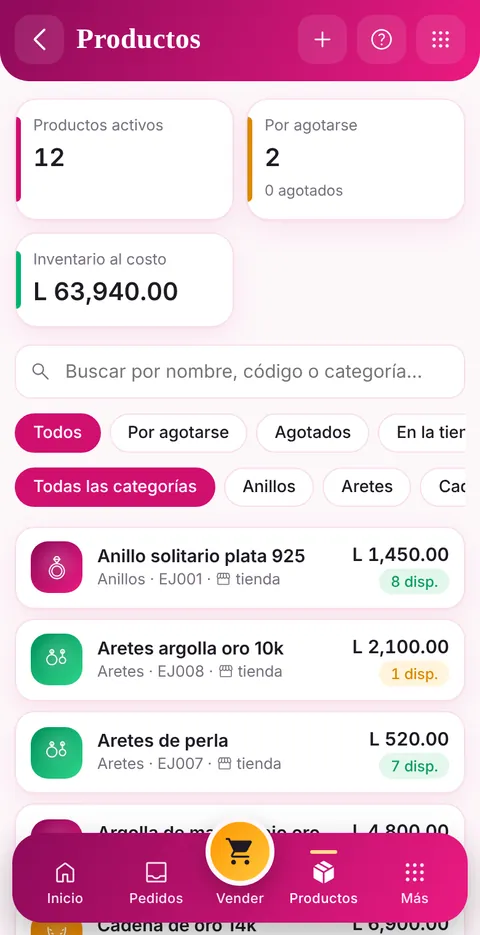 Productos
Productos activos
12
Por agotarse
2
0 agotados
Inventario al costo
L 63,940.00
Buscar por nombre, código o categoría...
Todos
Por agotarse
Agotados
En la tien
Todas las categorías
Anillos
Aretes
Cad
Anillo solitario plata 925
L 1,450.00
Anillos · EJ001 · tienda
8 disp.
Aretes argolla oro 10k
L 2,100.00
Aretes · EJ008 · tienda
1 disp.
Aretes de perla
L 520.00
Aretes · EJ007 · tienda
7 disp.
L 4,800.00
Inicio
Pedidos
Vender
Productos
Más
Cadena de oro 14k
L 6,900.00